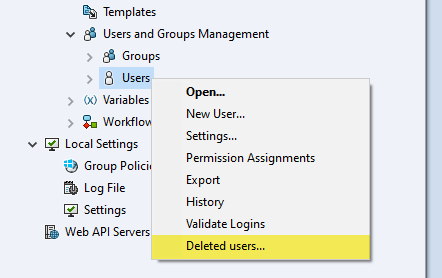 Templates
Users and Groups Management
Groups
Users
Open...
New User...
Settings...
Permission Assignments
Export
History
Validate Logins
Deleted users...
(x) Variables
Workflow
Local Settings
Group Policie
Log File
Settings
Web API Servers